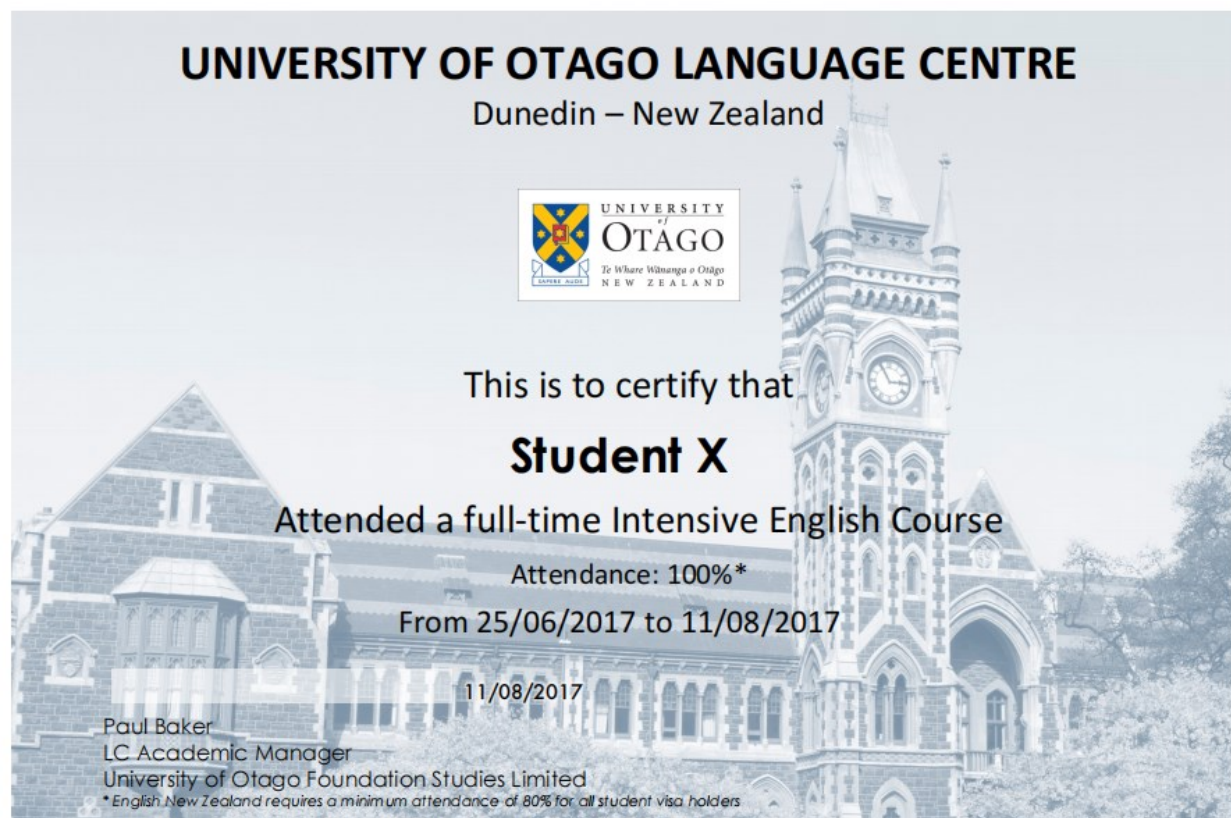 UNIVERSITY OF OTAGO LANGUAGE CENTRE
Dunedin – New Zealand
UNIVERSITY
of
OTAGO
Te Whare Wānanga o Otāgo
NEW ZEALAND
SAPERE AUDE
This is to certify that
Student X
Attended a full-time Intensive English Course
Attendance: 100%*
From 25/06/2017 to 11/08/2017
11/08/2017
Paul Baker
LC Academic Manager
University of Otago Foundation Studies Limited
* English New Zealand requires a minimum attendance of 80% for all student visa holders